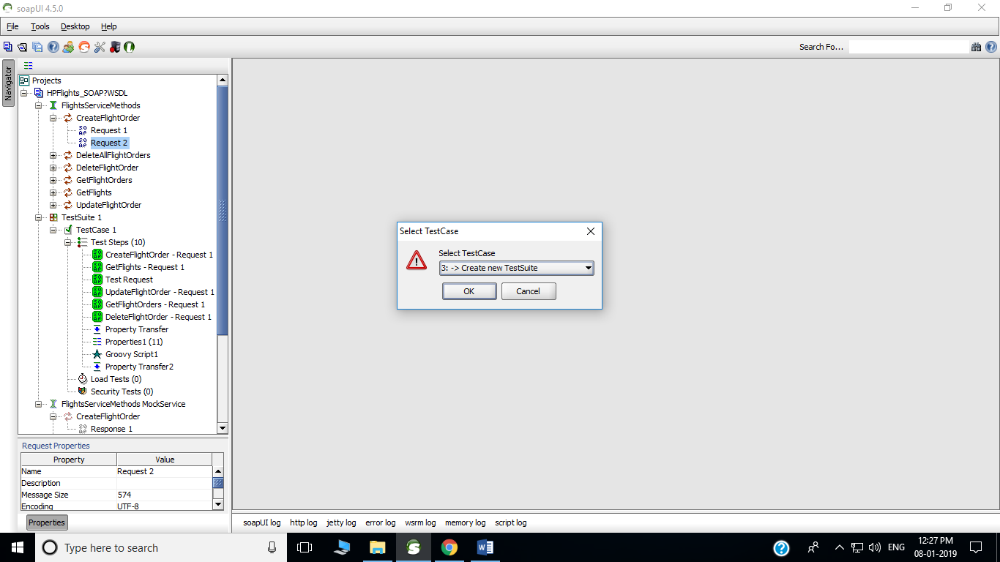 soapUI 4.5.0
File Tools Desktop Help
Search Fo...
Navigator
Projects
HPFlights_SOAP?WSDL
FlightsServiceMethods
CreateFlightOrder
Request 1
Request 2
DeleteAllFlightOrders
DeleteFlightOrder
GetFlightOrders
GetFlights
UpdateFlightOrder
TestSuite 1
TestCase 1
Test Steps (10)
CreateFlightOrder - Request 1
GetFlights - Request 1
Test Request
UpdateFlightOrder - Request 1
GetFlightOrders - Request 1
DeleteFlightOrder - Request 1
Property Transfer
Properties1 (11)
Groovy Script1
Property Transfer2
Load Tests (0)
Security Tests (0)
FlightsServiceMethods MockService
CreateFlightOrder
Response 1
Select TestCase
Select TestCase
3: -> Create new TestSuite
OK Cancel
Request Properties
Property Value
Name Request 2
Description
Message Size 574
Encoding UTF-8
Properties
soapUI log http log jetty log error log wsrm log memory log script log
Type here to search
ENG
12:27 PM
08-01-2019